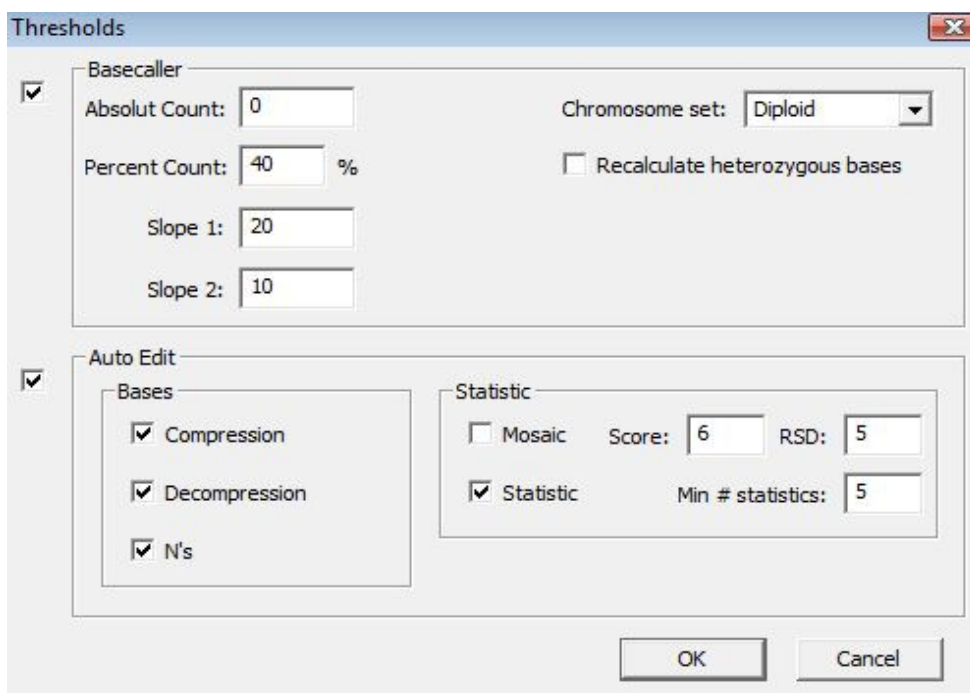 Thresholds
Basecaller
Absolut Count: 0
Chromosome set: Diploid
Percent Count: 40 %
Recalculate heterozygous bases
Slope 1: 20
Slope 2: 10
Auto Edit
Bases
Compression
Decompression
N's
Statistic
Mosaic Score: 6 RSD: 5
Statistic Min # statistics: 5
OK Cancel